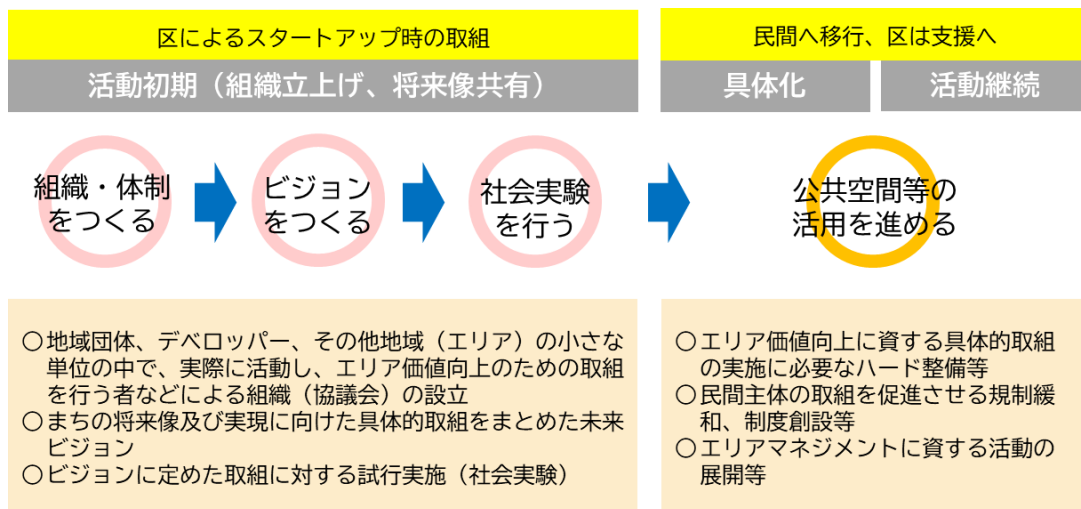 区によるスタートアップ時の取組
民間へ移行、区は支援へ
活動初期（組織立上げ、将来像共有）
具体化
活動継続
組織・体制
をつくる
ビジョン
をつくる
社会実験
を行う
公共空間等の
活用を進める
〇地域団体、デベロッパー、その他地域（エリア）の小さな
単位の中で、実際に活動し、エリア価値向上のための取組
を行う者などによる組織（協議会）の設立
〇まちの将来像及び実現に向けた具体的取組をまとめた未来
ビジョン
〇ビジョンに定めた取組に対する試行実施（社会実験）
〇エリア価値向上に資する具体的取組
の実施に必要なハード整備等
〇民間主体の取組を促進させる規制緩
和、制度創設等
〇エリアマネジメントに資する活動の
展開等